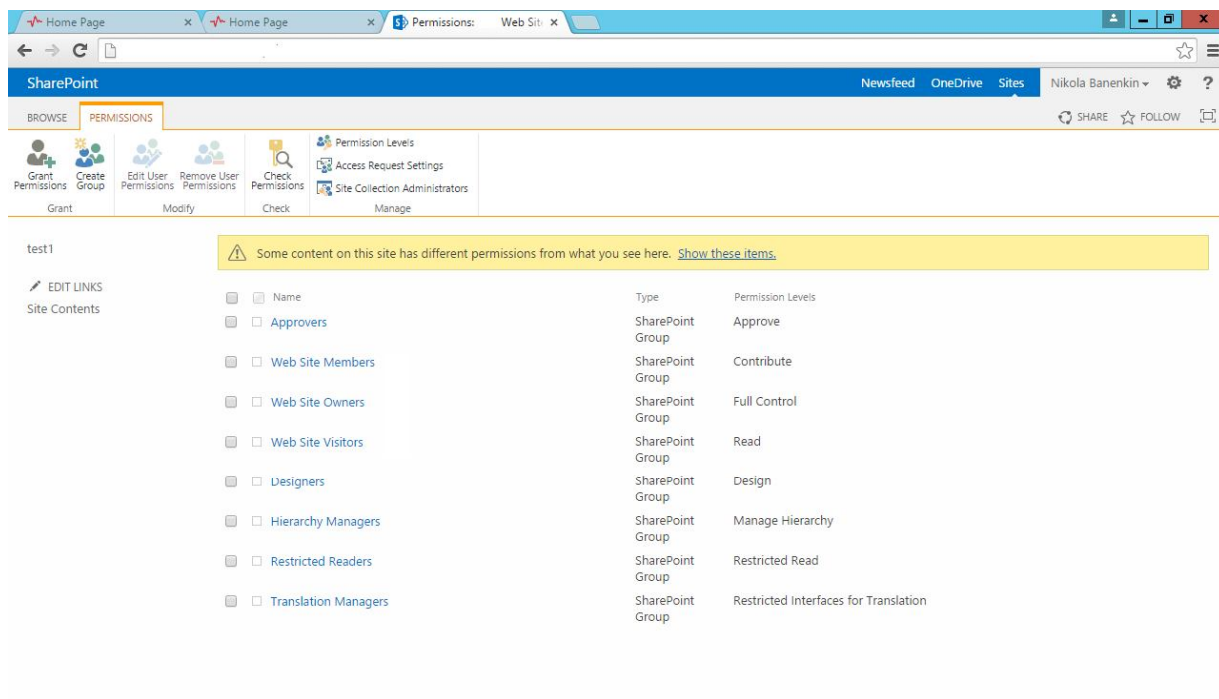 Home Page
Home Page
Permissions: Web Sit
SharePoint
Newsfeed OneDrive Sites
Nikola Banenkin
?
BROWSE PERMISSIONS
SHARE FOLLOW
Grant Permissions
Create Group
Edit User Permissions
Remove User Permissions
Check Permissions
Permission Levels
Access Request Settings
Site Collection Administrators
Grant Modify Check Manage
test1
Some content on this site has different permissions from what you see here. Show these items.
EDIT LINKS
Site Contents
Name Type Permission Levels
Approvers SharePoint Group Approve
Web Site Members SharePoint Group Contribute
Web Site Owners SharePoint Group Full Control
Web Site Visitors SharePoint Group Read
Designers SharePoint Group Design
Hierarchy Managers SharePoint Group Manage Hierarchy
Restricted Readers SharePoint Group Restricted Read
Translation Managers SharePoint Group Restricted Interfaces for Translation